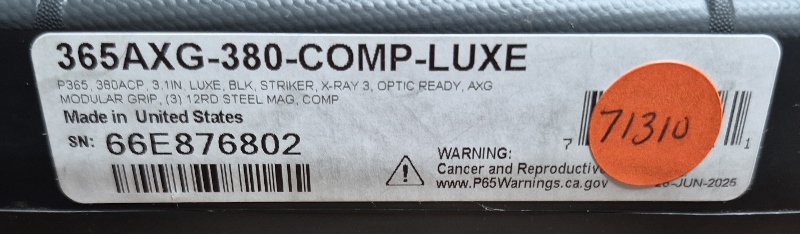 365AXG-380-COMP-LUXE
P365, 380ACP, 3.1IN, LUXE, BLK, STRIKER, X-RAY 3, OPTIC READY, AXG
MODULAR GRIP, (3) 12RD STEEL MAG, COMP
Made in United States
SN: 66E876802
WARNING:
Cancer and Reproductive
www.P65Warnings.ca.gov
7 1
71310
-JUN-2025